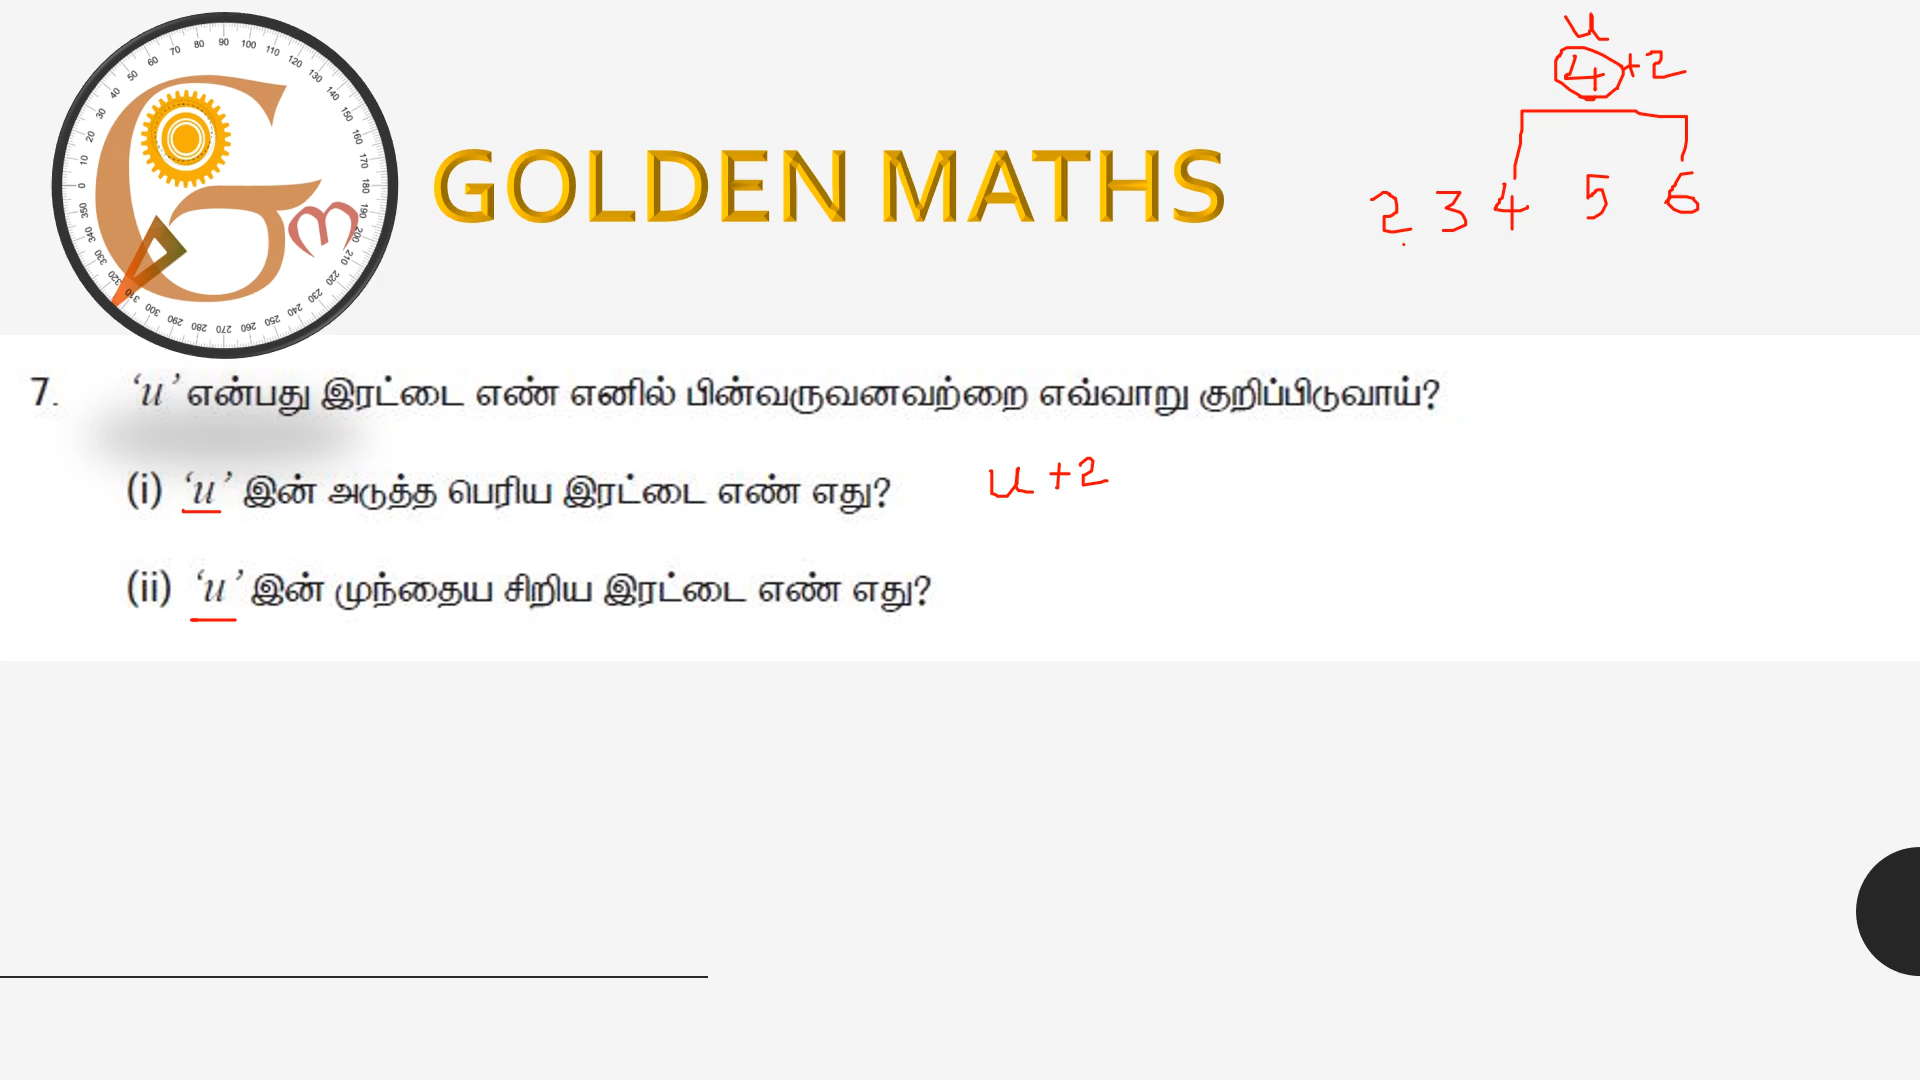 u
4 +2
GOLDEN MATHS
2 3 4 5 6
7. ‘u’ என்பது இரட்டை எண் எனில் பின்வருவனவற்றை எவ்வாறு குறிப்பிடுவாய்?
(i) ‘u’ இன் அடுத்த பெரிய இரட்டை எண் எது? u +2
(ii) ‘u’ இன் முந்தைய சிறிய இரட்டை எண் எது?